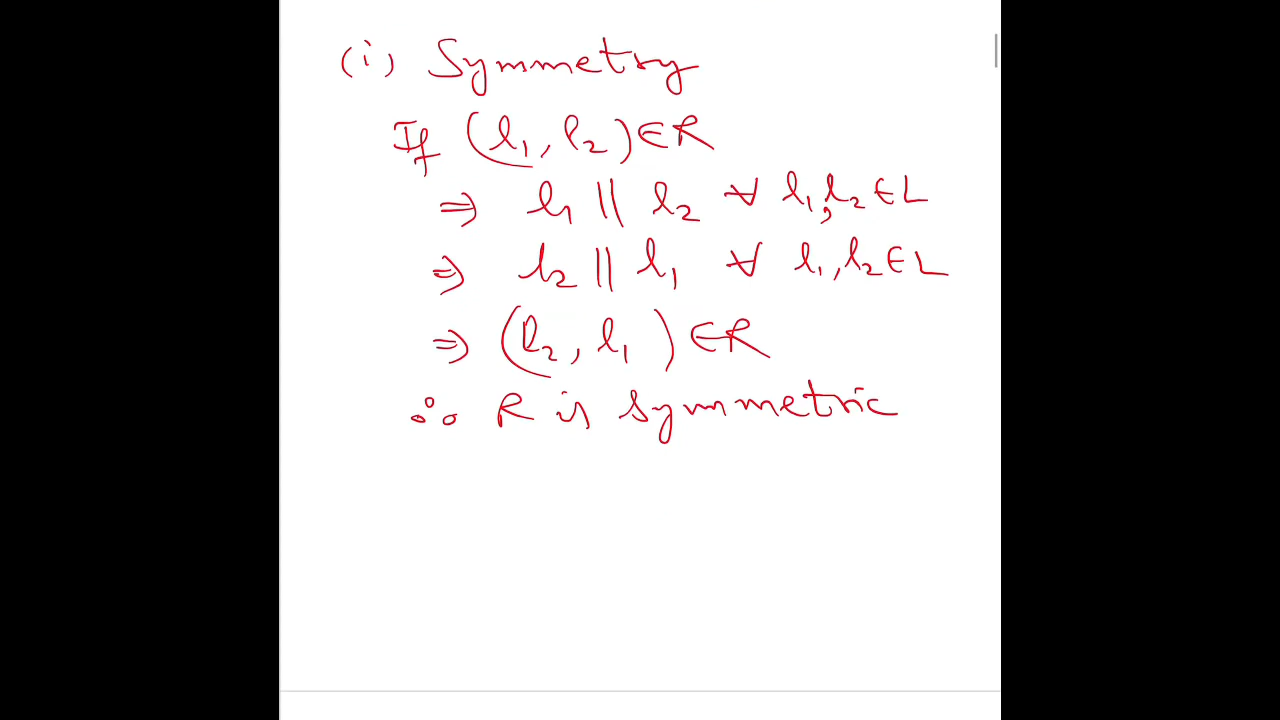 (i) Symmetry
If (l₁, l₂) ∈ R
⇒ l₁ || l₂ ∀ l₁, l₂ ∈ L
⇒ l₂ || l₁ ∀ l₁, l₂ ∈ L
⇒ (l₂, l₁) ∈ R
∴ R is symmetric